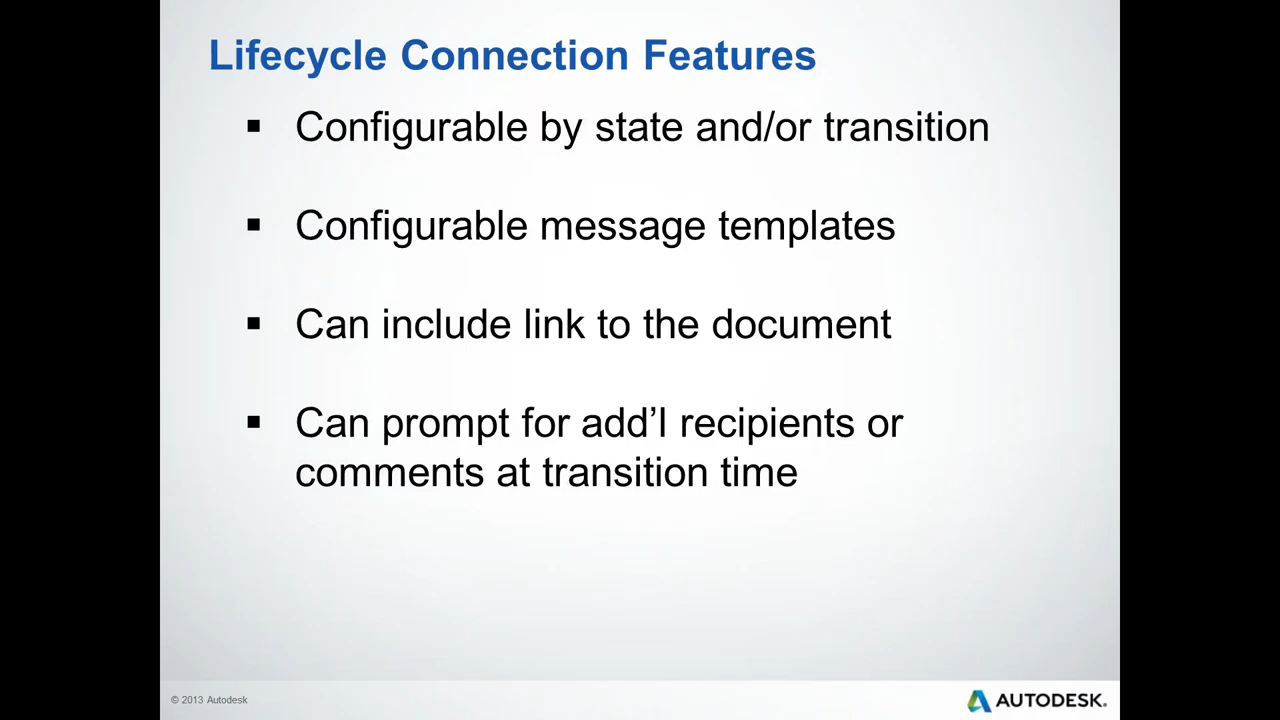 Lifecycle Connection Features
▪ Configurable by state and/or transition
▪ Configurable message templates
▪ Can include link to the document
▪ Can prompt for add’l recipients or
comments at transition time
© 2013 Autodesk
AUTODESK.